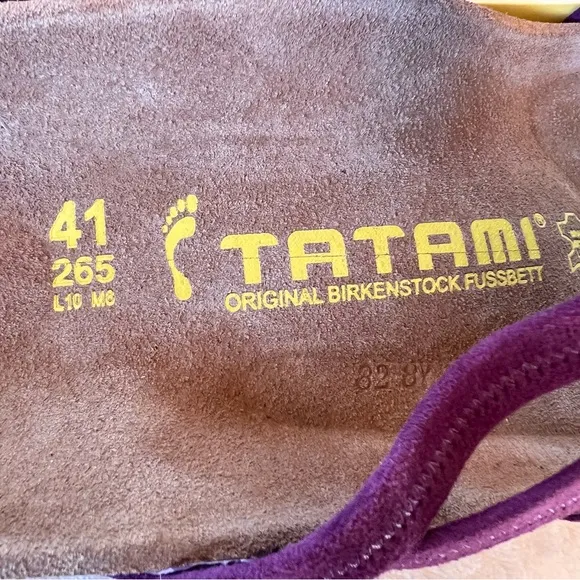 41
265
L10 M8
TATAMI®
ORIGINAL BIRKENSTOCK FUSSBETT